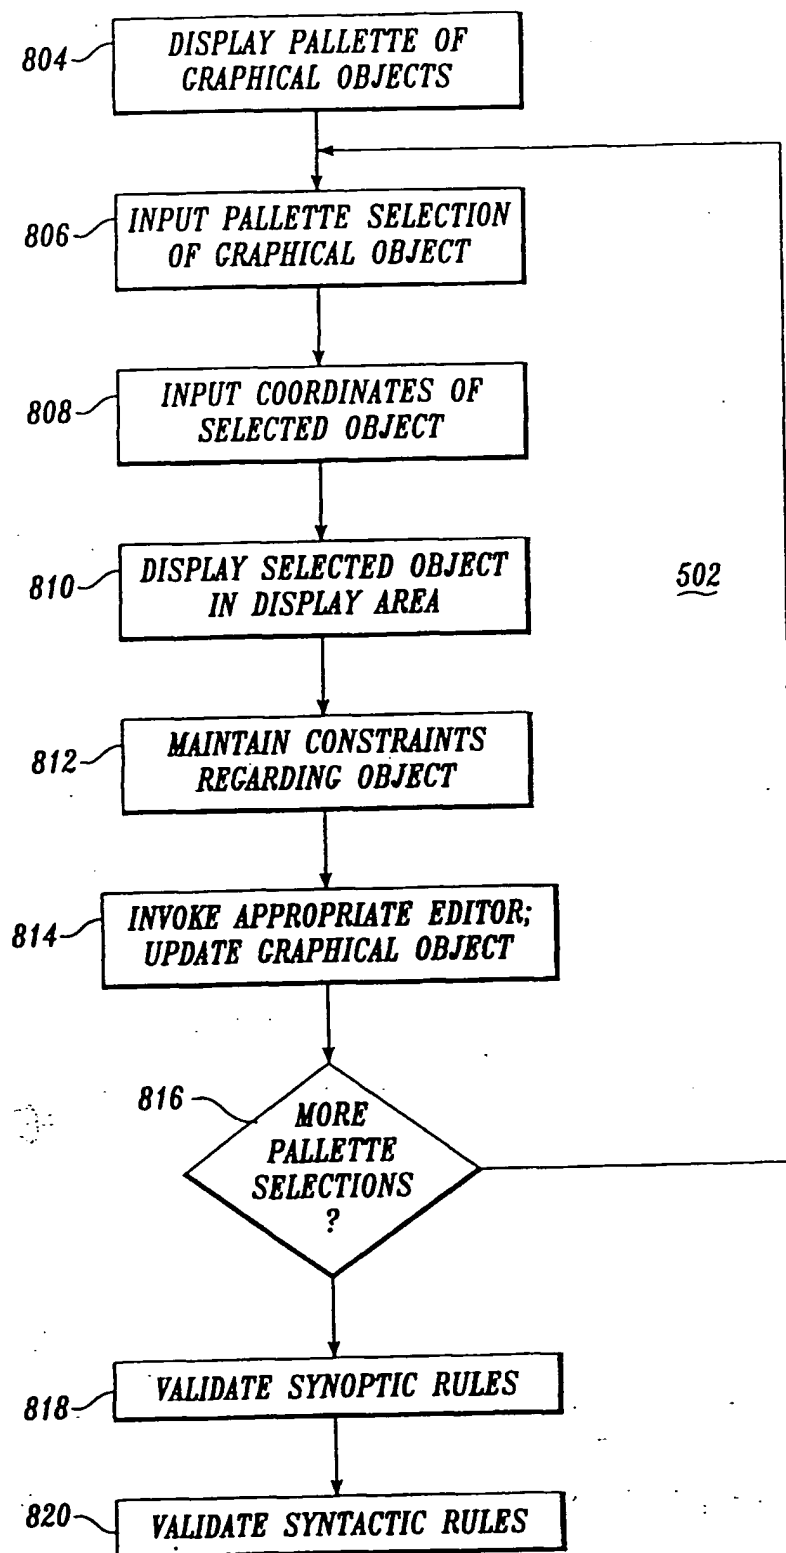 804
DISPLAY PALLETTE OF
GRAPHICAL OBJECTS
806
INPUT PALLETTE SELECTION
OF GRAPHICAL OBJECT
808
INPUT COORDINATES OF
SELECTED OBJECT
810
DISPLAY SELECTED OBJECT
IN DISPLAY AREA
502
812
MAINTAIN CONSTRAINTS
REGARDING OBJECT
814
INVOKE APPROPRIATE EDITOR;
UPDATE GRAPHICAL OBJECT
816
MORE
PALLETTE
SELECTIONS
?
818
VALIDATE SYNOPTIC RULES
820
VALIDATE SYNTACTIC RULES